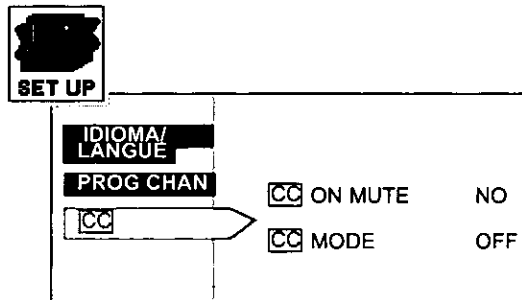 SET UP
IDIOMA/
LANGUE
PROG CHAN
CC
CC ON MUTE NO
CC MODE OFF